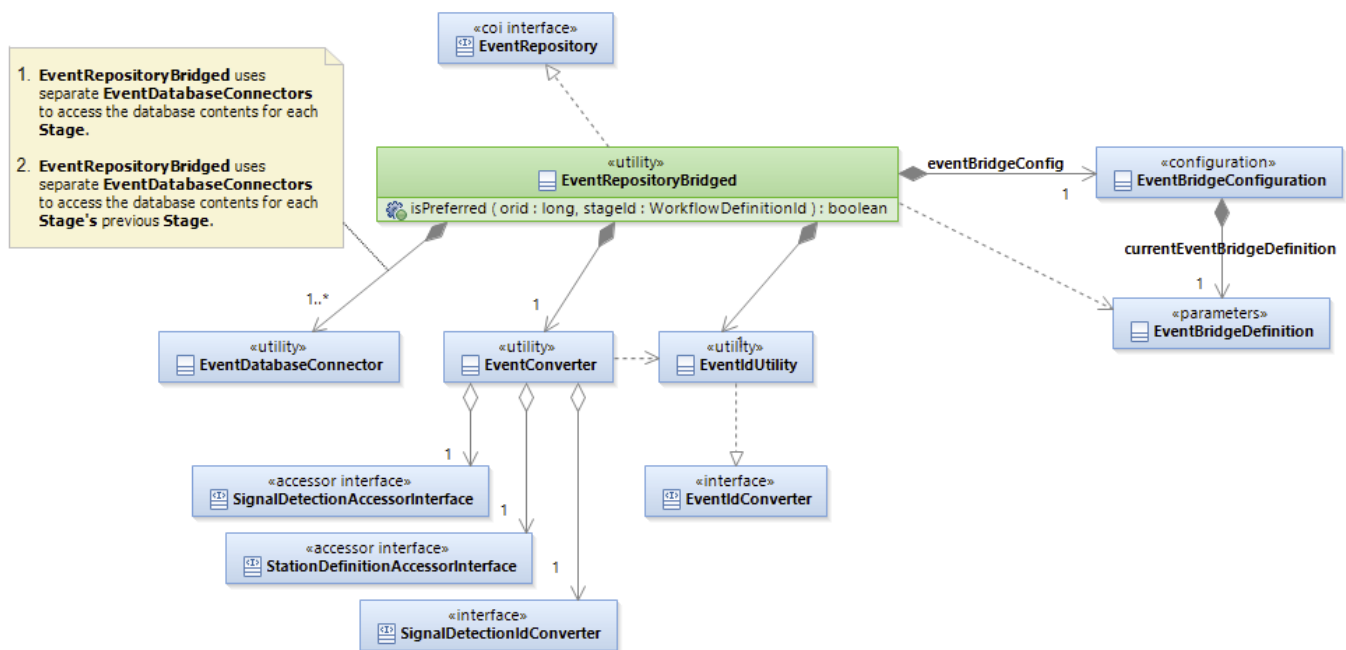 «coi interface»
EventRepository
1. EventRepositoryBridged uses
separate EventDatabaseConnectors
to access the database contents for each
Stage.
2. EventRepositoryBridged uses
separate EventDatabaseConnectors
to access the database contents for each
Stage's previous Stage.
«utility»
EventRepositoryBridged
isPreferred ( orid : long, stageId : WorkflowDefinitionId ) : boolean
eventBridgeConfig
1
«configuration»
EventBridgeConfiguration
currentEventBridgeDefinition
1
«parameters»
EventBridgeDefinition
1..*
1
1
«utility»
EventDatabaseConnector
«utility»
EventConverter
«utility»
EventIdUtility
1
«accessor interface»
SignalDetectionAccessorInterface
«interface»
EventIdConverter
1
«accessor interface»
StationDefinitionAccessorInterface
1
«interface»
SignalDetectionIdConverter